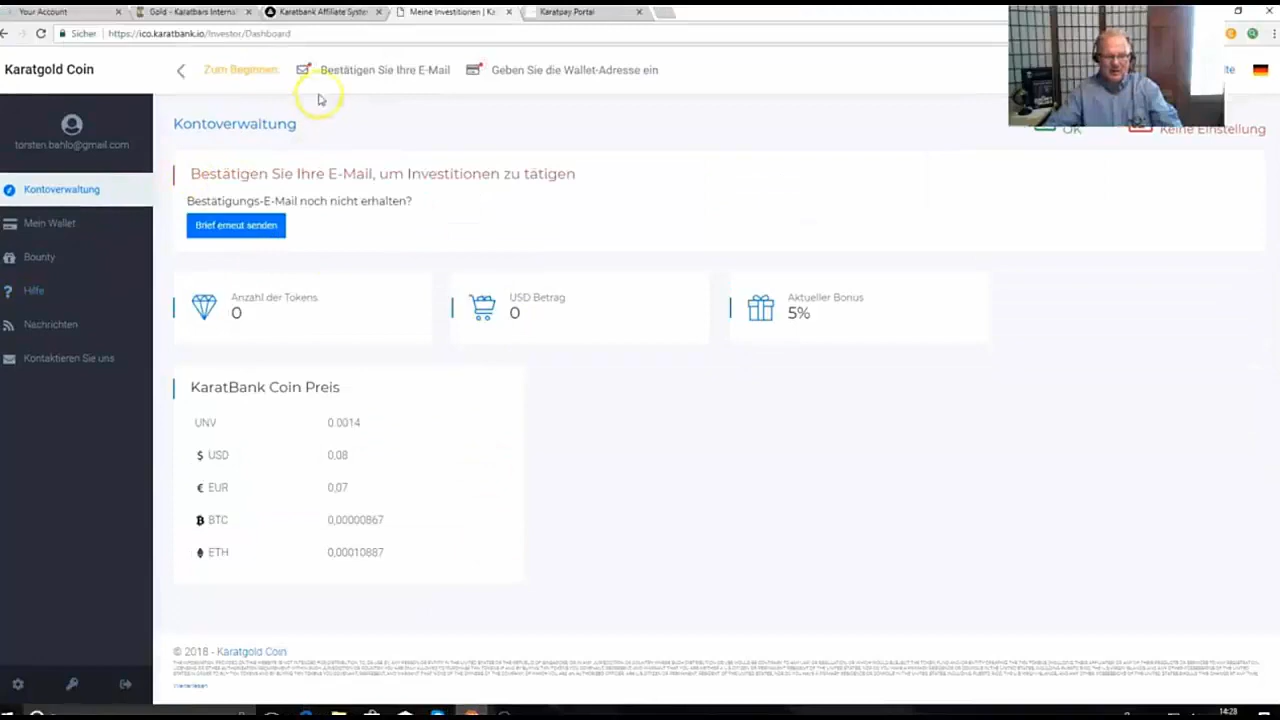 Your Account
Gold - Karatbars Interna
Karatbank Affiliate Syste
Meine Investitionen | Ka
Karatpay Portal
Sicher
https://ico.karatbank.io/Investor/Dashboard
Karatgold Coin
Zum Beginnen:
Bestätigen Sie Ihre E-Mail
Geben Sie die Wallet-Adresse ein
torsten.bahlo@gmail.com
Kontoverwaltung
Mein Wallet
Bounty
Hilfe
Nachrichten
Kontaktieren Sie uns
Kontoverwaltung
OK
Keine Einstellung
Bestätigen Sie Ihre E-Mail, um Investitionen zu tätigen
Bestätigungs-E-Mail noch nicht erhalten?
Brief erneut senden
Anzahl der Tokens
0
USD Betrag
0
Aktueller Bonus
5%
KaratBank Coin Preis
UNV 0.0014
$ USD 0,08
€ EUR 0,07
BTC 0,00000867
ETH 0,00010887
© 2018 - Karatgold Coin
Weiterlesen
14:28